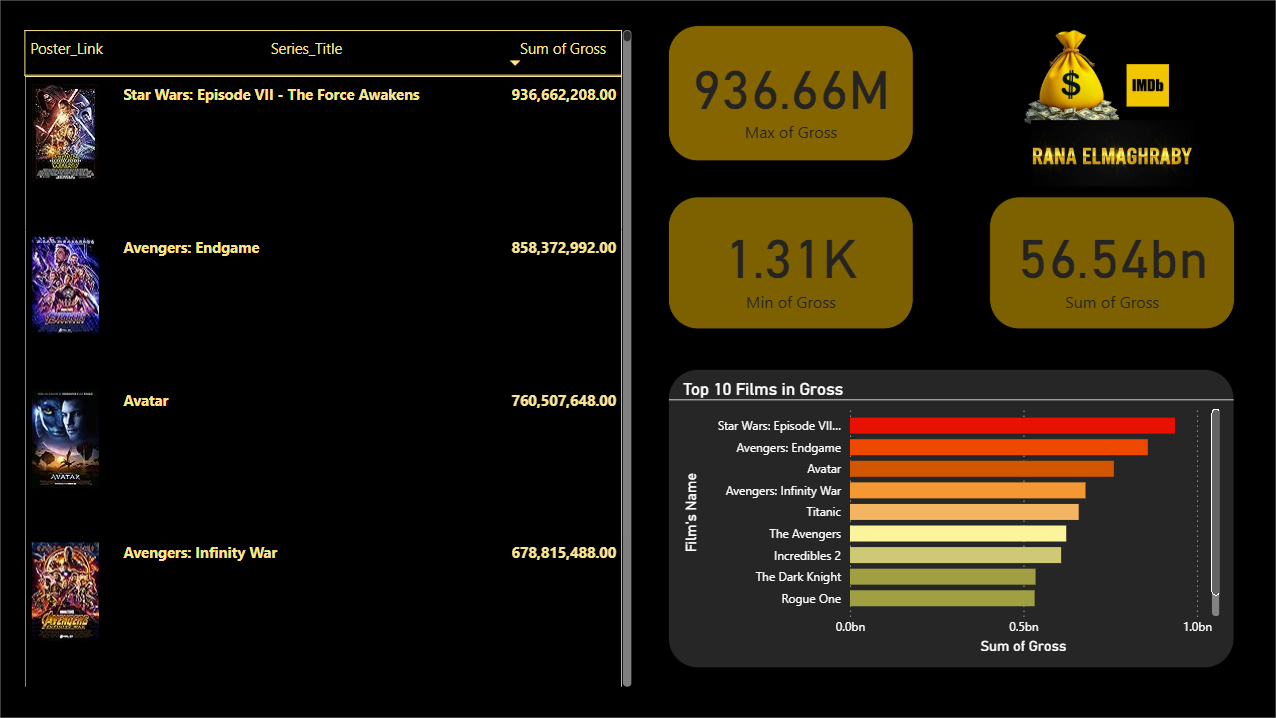 Poster_Link Series_Title Sum of Gross
Star Wars: Episode VII - The Force Awakens 936,662,208.00
Avengers: Endgame 858,372,992.00
Avatar 760,507,648.00
AVATAR
Avengers: Infinity War 678,815,488.00
AVENGERS
936.66M
Max of Gross
$
IMDb
RANA ELMAGHRABY
1.31K
Min of Gross
56.54bn
Sum of Gross
Top 10 Films in Gross
Film's Name
Star Wars: Episode VII...
Avengers: Endgame
Avatar
Avengers: Infinity War
Titanic
The Avengers
Incredibles 2
The Dark Knight
Rogue One
0.0bn 0.5bn 1.0bn
Sum of Gross